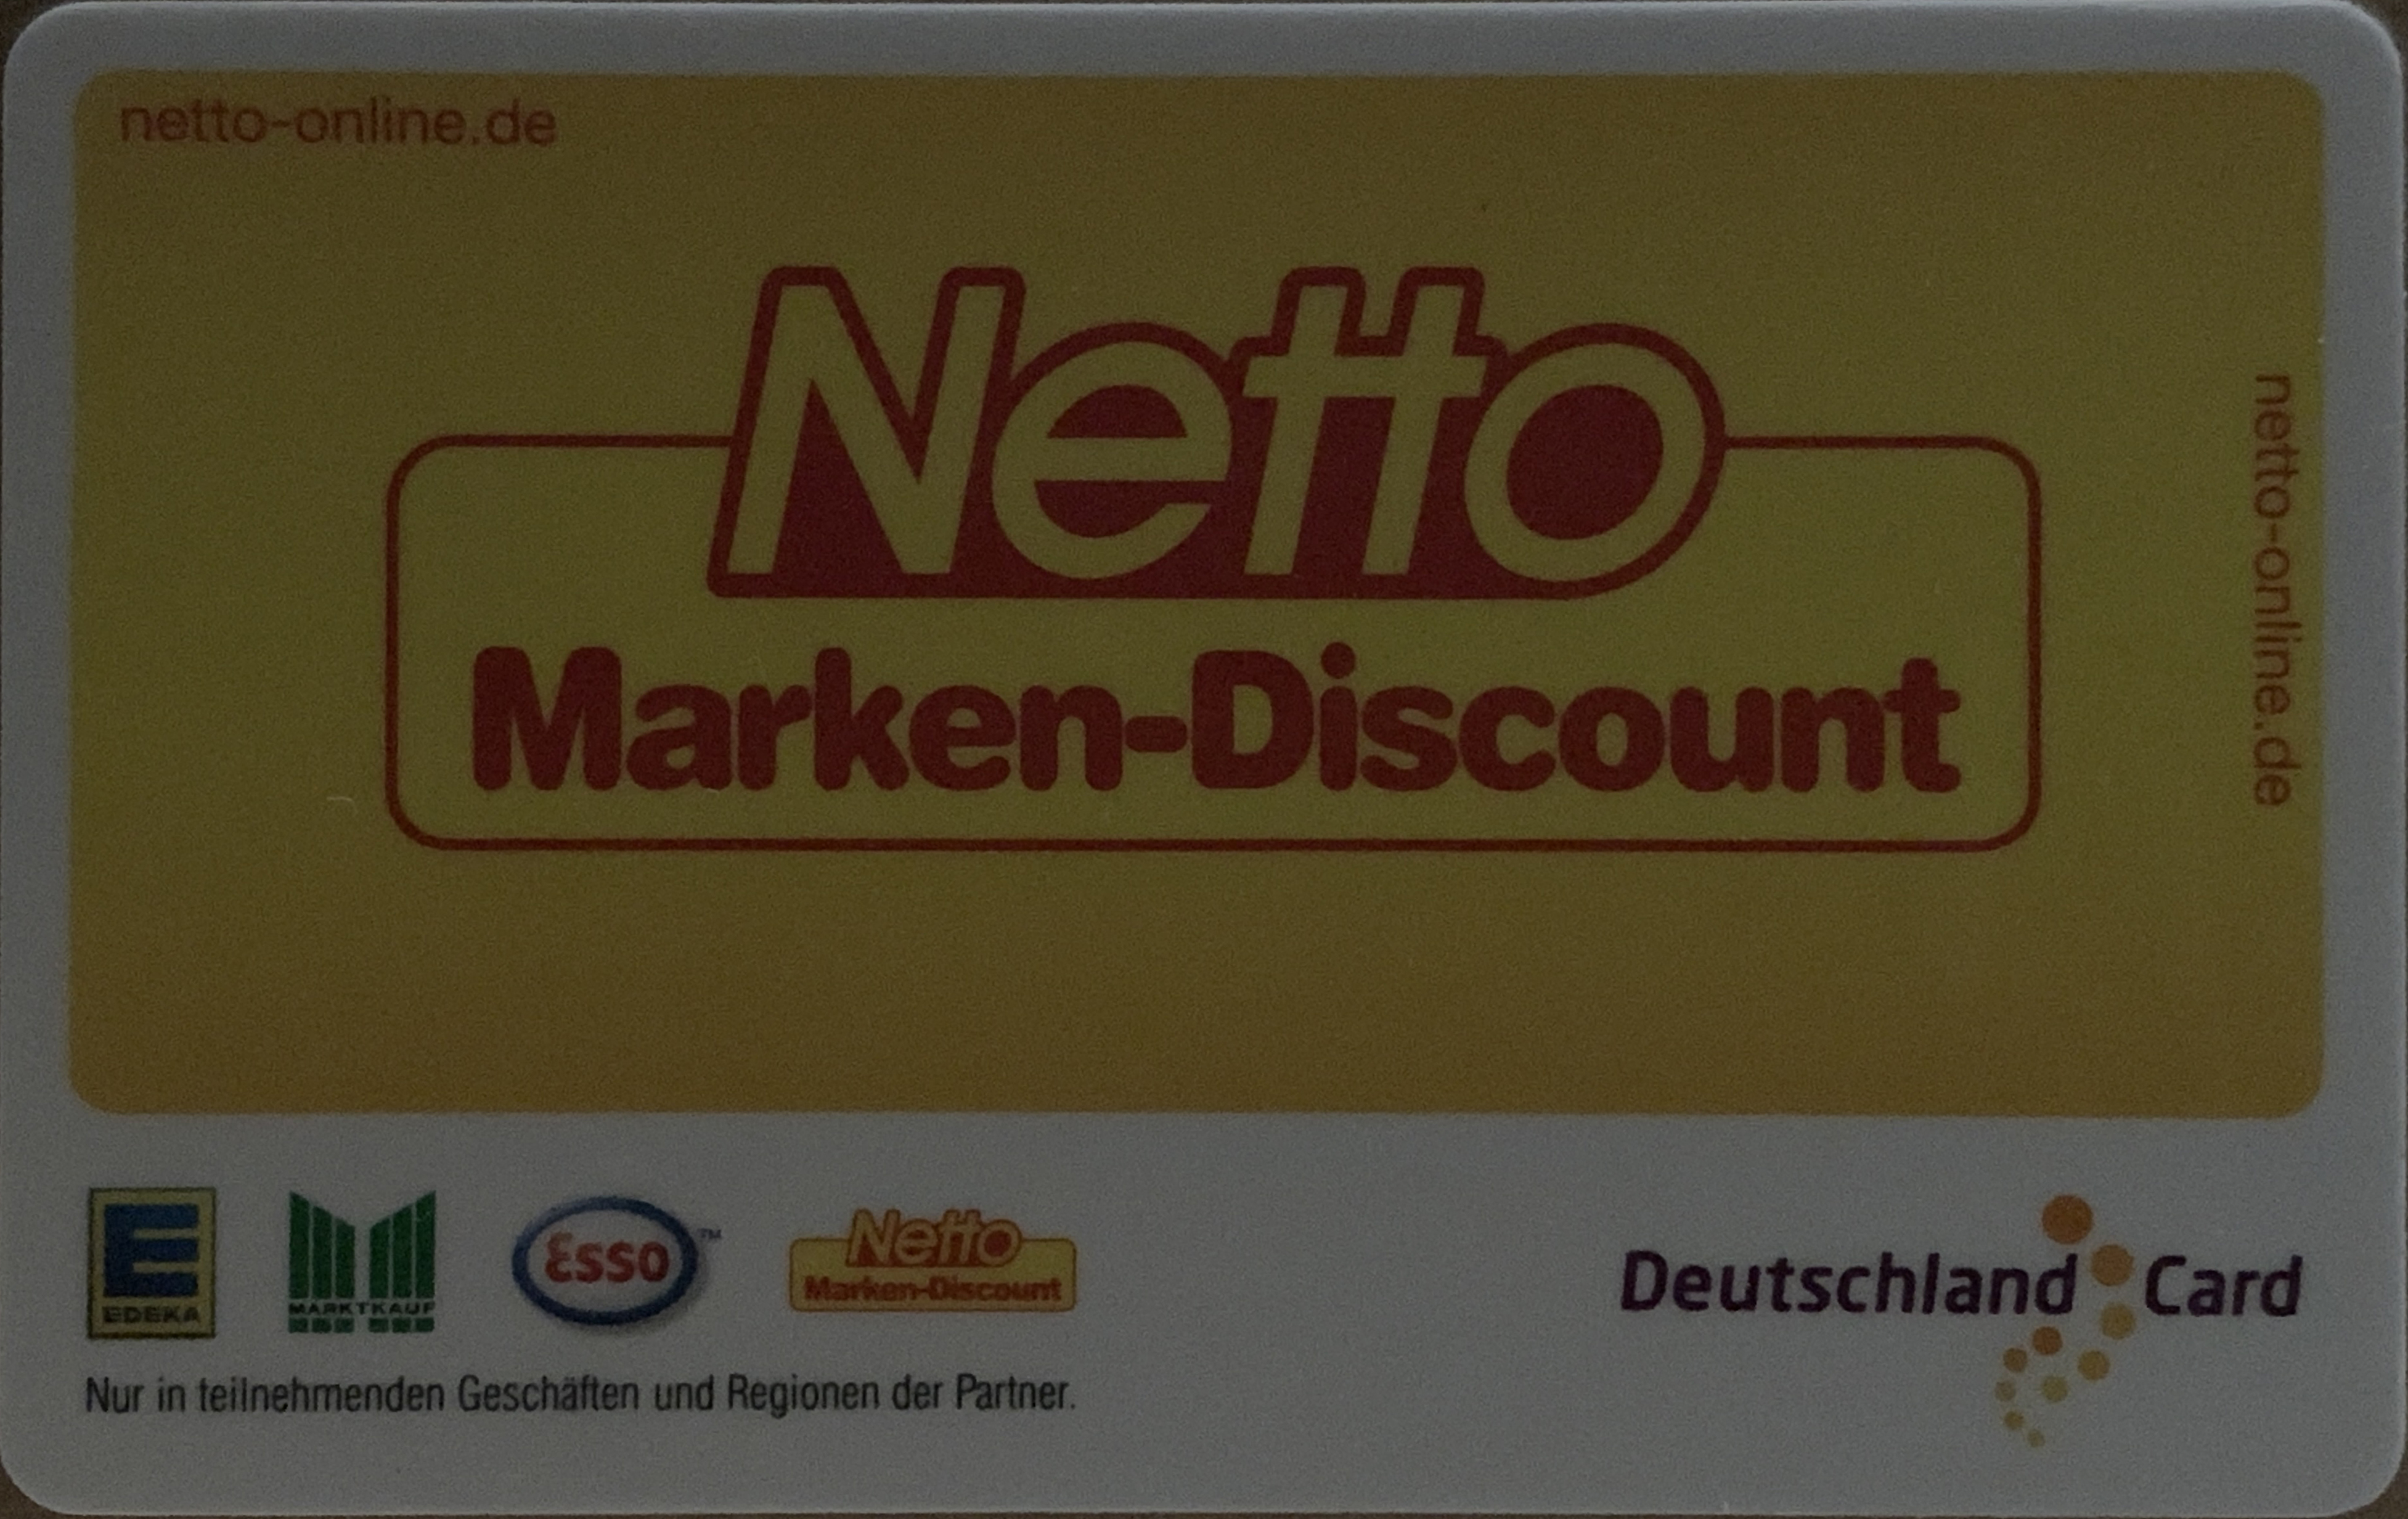 netto-online.de
Netto
Marken-Discount
netto-online.de
EDEKA
MARKTKAUF
Esso™
Netto
Marken-Discount
Deutschland Card
Nur in teilnehmenden Geschäften und Regionen der Partner.